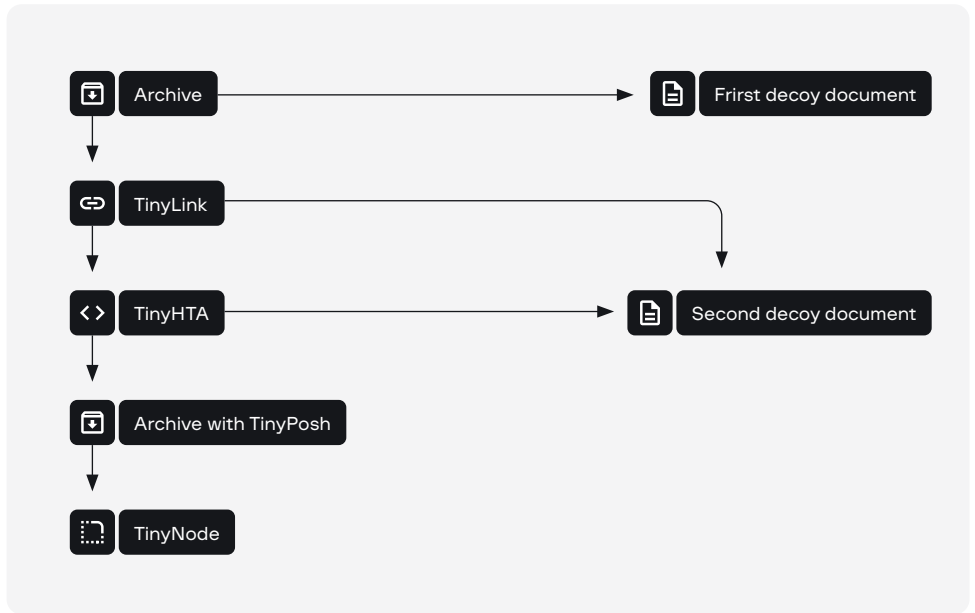 Archive
Frirst decoy document
TinyLink
TinyHTA
Second decoy document
Archive with TinyPosh
TinyNode